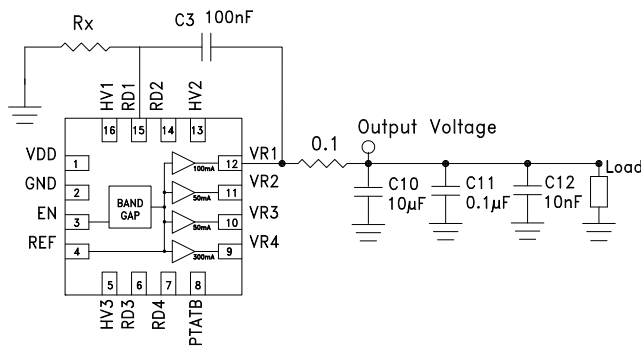 Rx
C3 100nF
HV1
RD1
RD2
HV2
16 15 14 13
VDD
1
GND
2
EN
3
REF
4
BAND
GAP
100mA
50mA
50mA
300mA
12
VR1
11
VR2
10
VR3
9
VR4
5 6 7 8
HV3
RD3
RD4
PTATB
0.1
Output Voltage
C10
10µF
C11
0.1µF
C12
10nF
Load